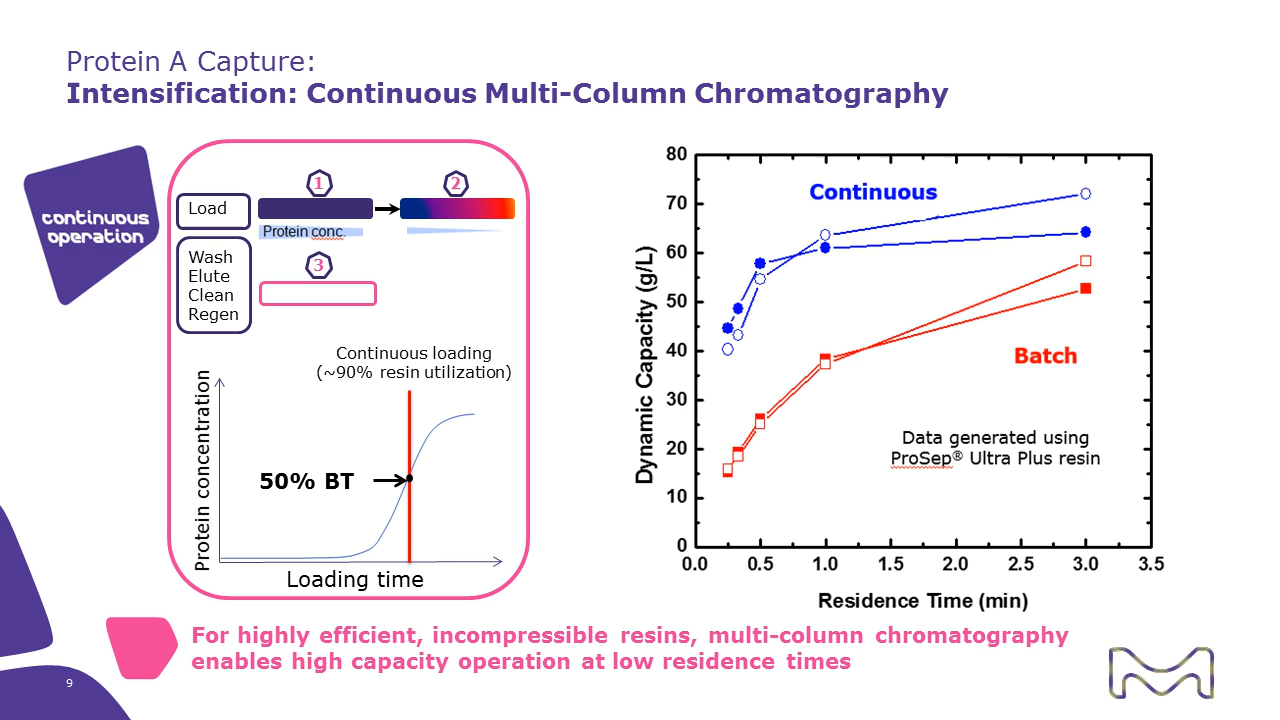 Protein A Capture:
Intensification: Continuous Multi-Column Chromatography
continuous
operation
1
2
Load
Protein conc.
3
Wash
Elute
Clean
Regen
Continuous loading
(~90% resin utilization)
Protein concentration
50% BT
Loading time
80
70
60
50
40
30
20
10
0
Dynamic Capacity (g/L)
Continuous
Batch
Data generated using
ProSep® Ultra Plus resin
0.0 0.5 1.0 1.5 2.0 2.5 3.0 3.5
Residence Time (min)
For highly efficient, incompressible resins, multi-column chromatography
enables high capacity operation at low residence times
9
M